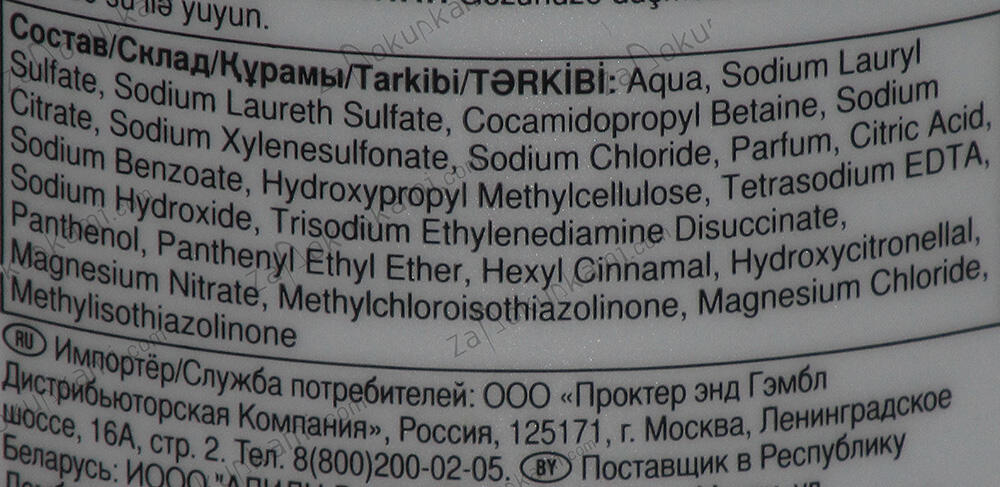 yuyun.
Состав/Склад/Құрамы/Tarkibi/TƏRKİBİ: Aqua, Sodium Lauryl
Sulfate, Sodium Laureth Sulfate, Cocamidopropyl Betaine, Sodium
Citrate, Sodium Xylenesulfonate, Sodium Chloride, Parfum, Citric Acid,
Sodium Benzoate, Hydroxypropyl Methylcellulose, Tetrasodium EDTA,
Sodium Hydroxide, Trisodium Ethylenediamine Disuccinate,
Panthenol, Panthenyl Ethyl Ether, Hexyl Cinnamal, Hydroxycitronellal,
Magnesium Nitrate, Methylchloroisothiazolinone, Magnesium Chloride,
Methylisothiazolinone
RU Импортёр/Служба потребителей: ООО «Проктер энд Гэмбл
Дистрибьюторская Компания», Россия, 125171, г. Москва, Ленинградское
шоссе, 16А, стр. 2. Тел. 8(800)200-02-05. BY Поставщик в Республику
Беларусь: ИООО